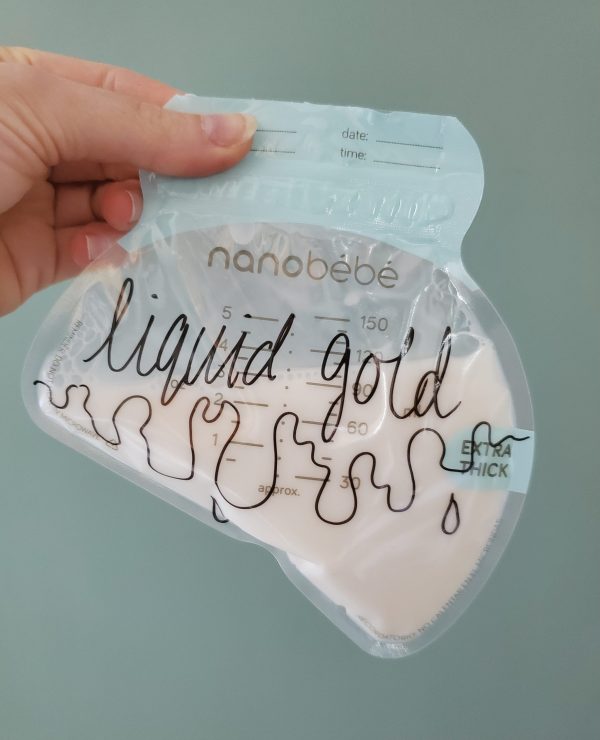 date:
time:
nanobébé
liquid gold
5 150
4
90
2
60
1
30
approx.
EXTRA
THICK